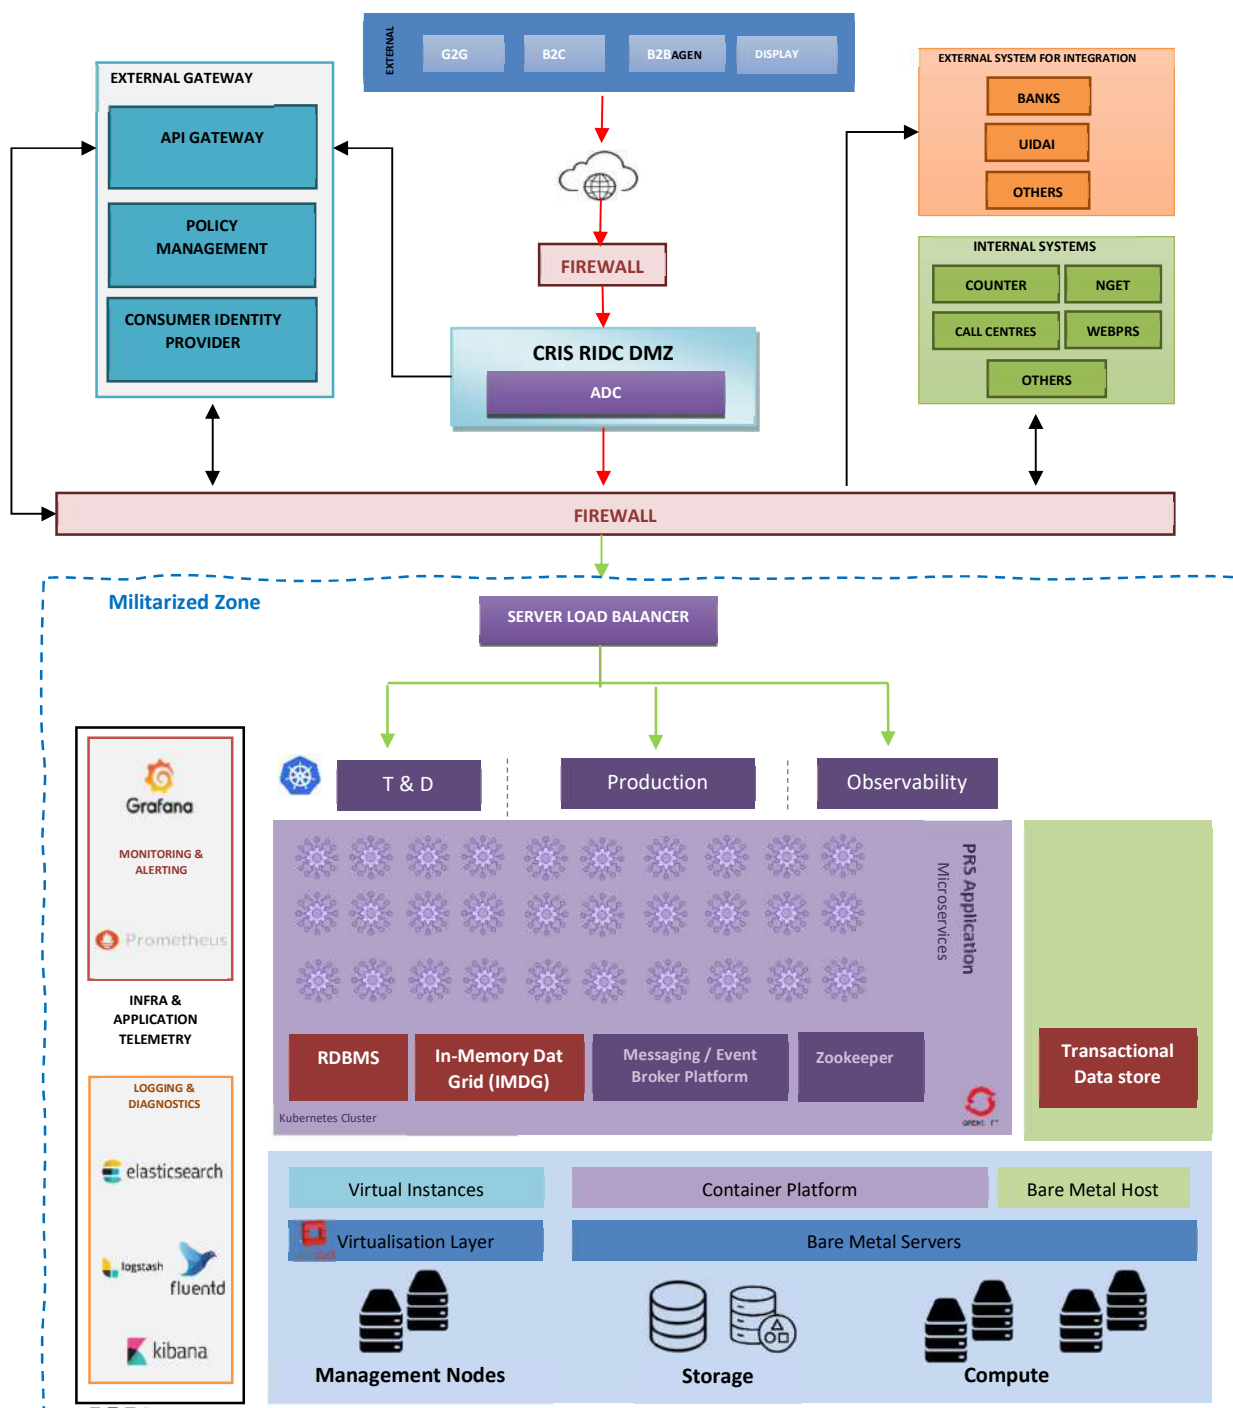 EXTERNAL
G2G
B2C
B2BAGEN
DISPLAY
EXTERNAL GATEWAY
API GATEWAY
POLICY
MANAGEMENT
CONSUMER IDENTITY
PROVIDER
FIREWALL
CRIS RIDC DMZ
ADC
EXTERNAL SYSTEM FOR INTEGRATION
BANKS
UIDAI
OTHERS
INTERNAL SYSTEMS
COUNTER
NGET
CALL CENTRES
WEBPRS
OTHERS
FIREWALL
Militarized Zone
SERVER LOAD BALANCER
T & D
Production
Observability
Grafana
MONITORING &
ALERTING
Prometheus
INFRA &
APPLICATION
TELEMETRY
LOGGING &
DIAGNOSTICS
elasticsearch
logstash
fluentd
kibana
PRS Application
Microservices
RDBMS
In-Memory Dat
Grid (IMDG)
Messaging / Event
Broker Platform
Zookeeper
Kubernetes Cluster
Transactional
Data store
Virtual Instances
Container Platform
Bare Metal Host
Virtualisation Layer
Bare Metal Servers
Management Nodes
Storage
Compute